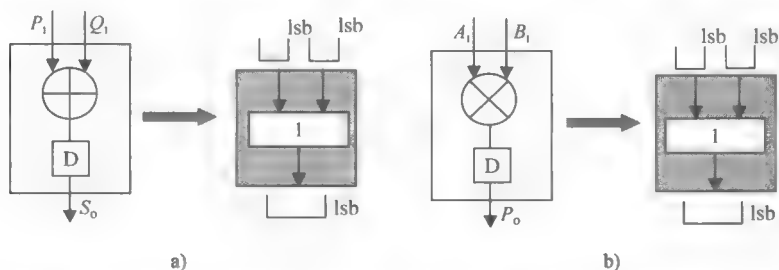 P₁ Q₁ lsb lsb
D
S₀
1
lsb
a)
A₁ B₁ lsb lsb
D
P₀
1
lsb
b)